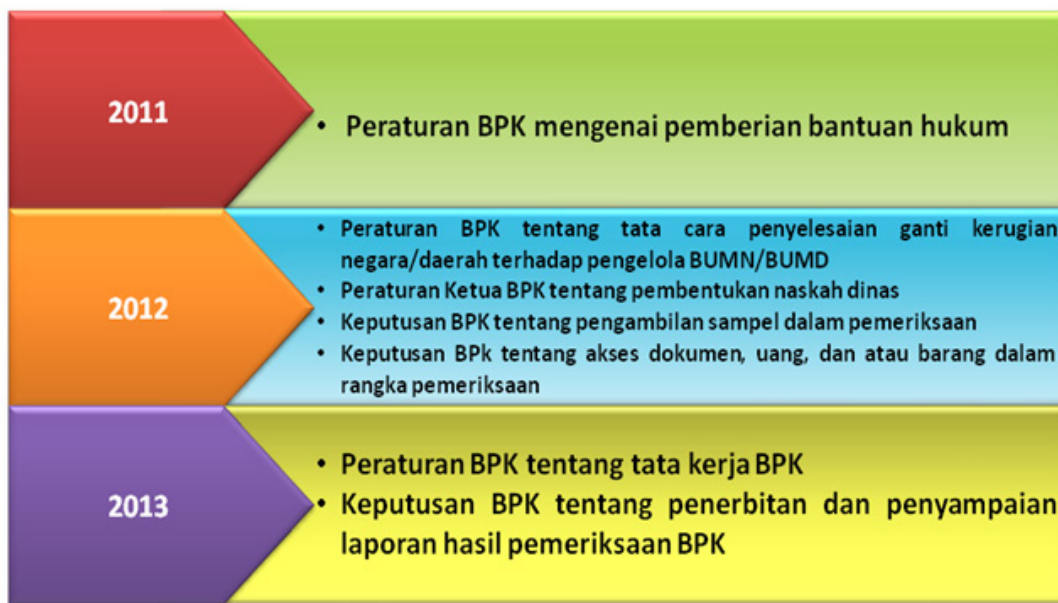 2011
• Peraturan BPK mengenai pemberian bantuan hukum
2012
• Peraturan BPK tentang tata cara penyelesaian ganti kerugian
negara/daerah terhadap pengelola BUMN/BUMD
• Peraturan Ketua BPK tentang pembentukan naskah dinas
• Keputusan BPK tentang pengambilan sampel dalam pemeriksaan
• Keputusan BPk tentang akses dokumen, uang, dan atau barang dalam
rangka pemeriksaan
2013
• Peraturan BPK tentang tata kerja BPK
• Keputusan BPK tentang penerbitan dan penyampaian
laporan hasil pemeriksaan BPK